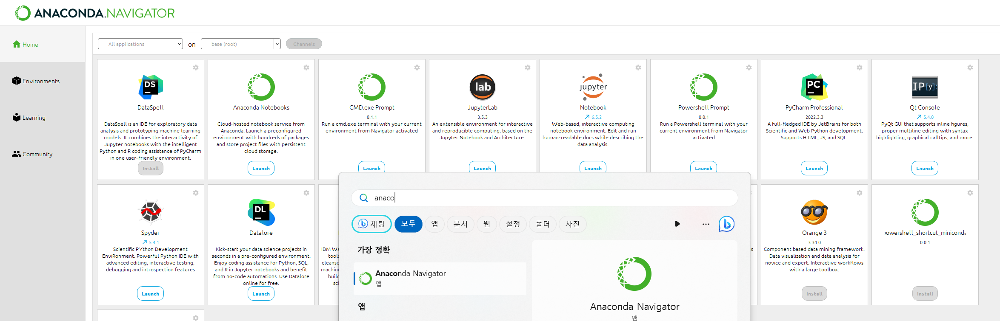 ANACONDA.NAVIGATOR
Home
Environments
Learning
Community
All applications
on
base (root)
Channels
DS
DataSpell
DataSpell is an IDE for exploratory data
analysis and prototyping machine learning
models. It combines the interactivity of
Jupyter notebooks with the intelligent
Python and R coding assistance of PyCharm
in one user-friendly environment.
Install
Anaconda Notebooks
Cloud-hosted notebook service from
Anaconda. Launch a preconfigured
environment with hundreds of packages
and store project files with persistent
cloud storage.
Launch
CMD.exe Prompt
0.1.1
Run a cmd.exe terminal with your current
environment from Navigator activated
Launch
lab
JupyterLab
3.5.3
An extensible environment for interactive
and reproducible computing, based on the
Jupyter Notebook and Architecture.
Launch
jupyter
Notebook
6.5.2
Web-based, interactive computing
notebook environment. Edit and run
human-readable docs while describing the
data analysis.
Launch
Powershell Prompt
0.0.1
Run a Powershell terminal with your
current environment from Navigator
activated
Launch
PC
PyCharm Professional
2022.3.3
A full-fledged IDE by JetBrains for both
Scientific and Web Python development.
Supports HTML, JS, and SQL.
Launch
IP[y]:
Qt Console
5.4.0
PyQt GUI that supports inline figures,
proper multiline editing with syntax
highlighting, graphical calltips, and more.
Launch
Spyder
5.4.1
Scientific PYthon Development
EnviRonment. Powerful Python IDE with
advanced editing, interactive testing,
debugging and introspection features
Launch
DL
Datalore
Kick-start your data science projects in
seconds in a pre-configured environment.
Enjoy coding assistance for Python, SQL,
and R in Jupyter notebooks and benefit
from no-code automations. Use Datalore
online for free.
Launch
IBM Wa
tools
cleanse
machin
build
sci
s
Orange 3
3.34.0
Component based data mining framework.
Data visualization and data analysis for
novice and expert. Interactive workflows
with a large toolbox.
Install
powershell_shortcut_miniconda
0.0.1
Install
anaco
채팅
모두
앱
문서
웹
설정
폴더
사진
가장 정확
Anaconda Navigator
앱
앱
Anaconda Navigator
앱